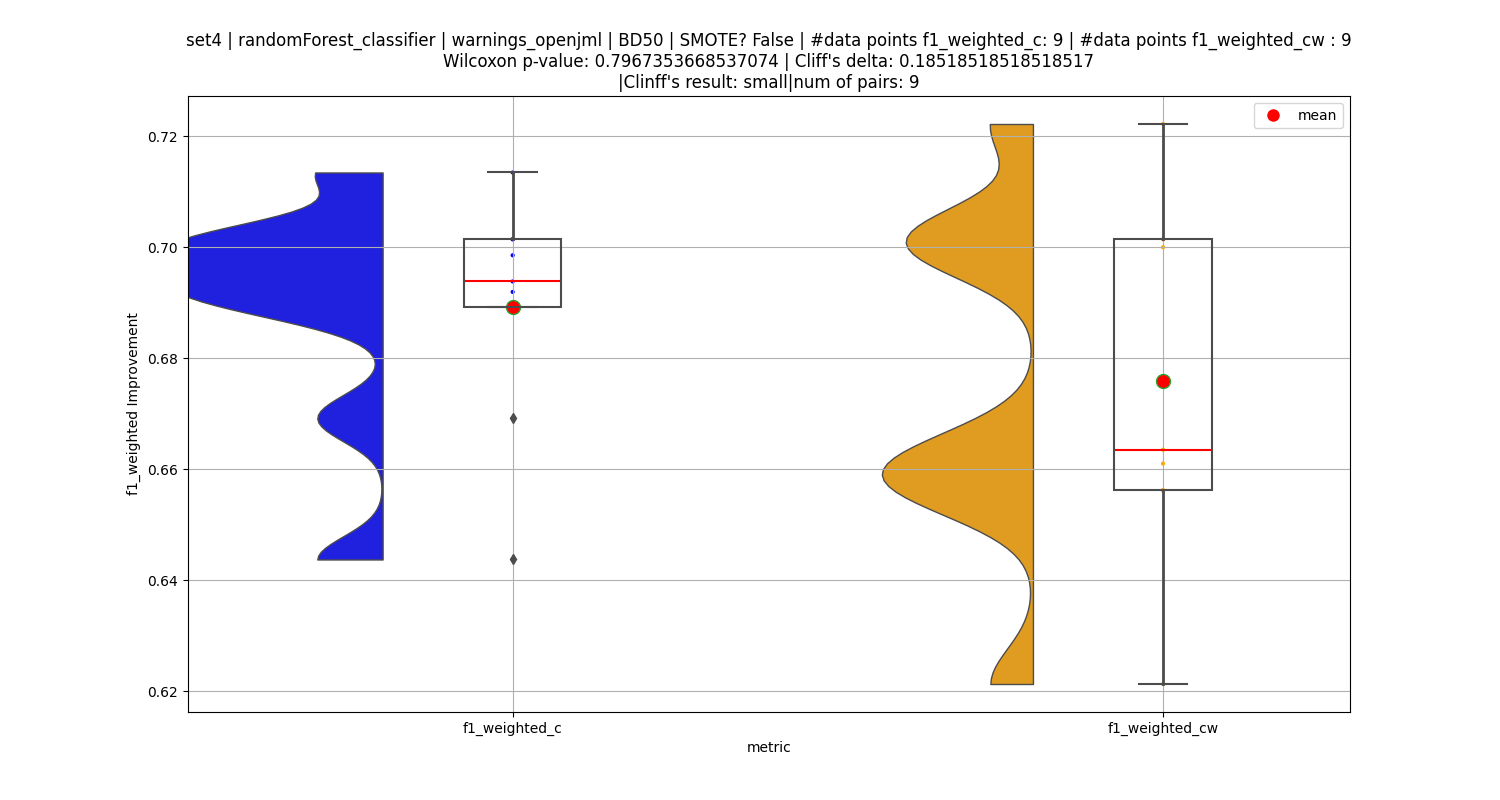 set4 | randomForest_classifier | warnings_openjml | BD50 | SMOTE? False | #data points f1_weighted_c: 9 | #data points f1_weighted_cw : 9
Wilcoxon p-value: 0.7967353668537074 | Cliff's delta: 0.18518518518518517
|Clinff's result: small|num of pairs: 9
mean
0.72
0.70
0.68
0.66
0.64
0.62
f1_weighted Improvement
f1_weighted_c
f1_weighted_cw
metric